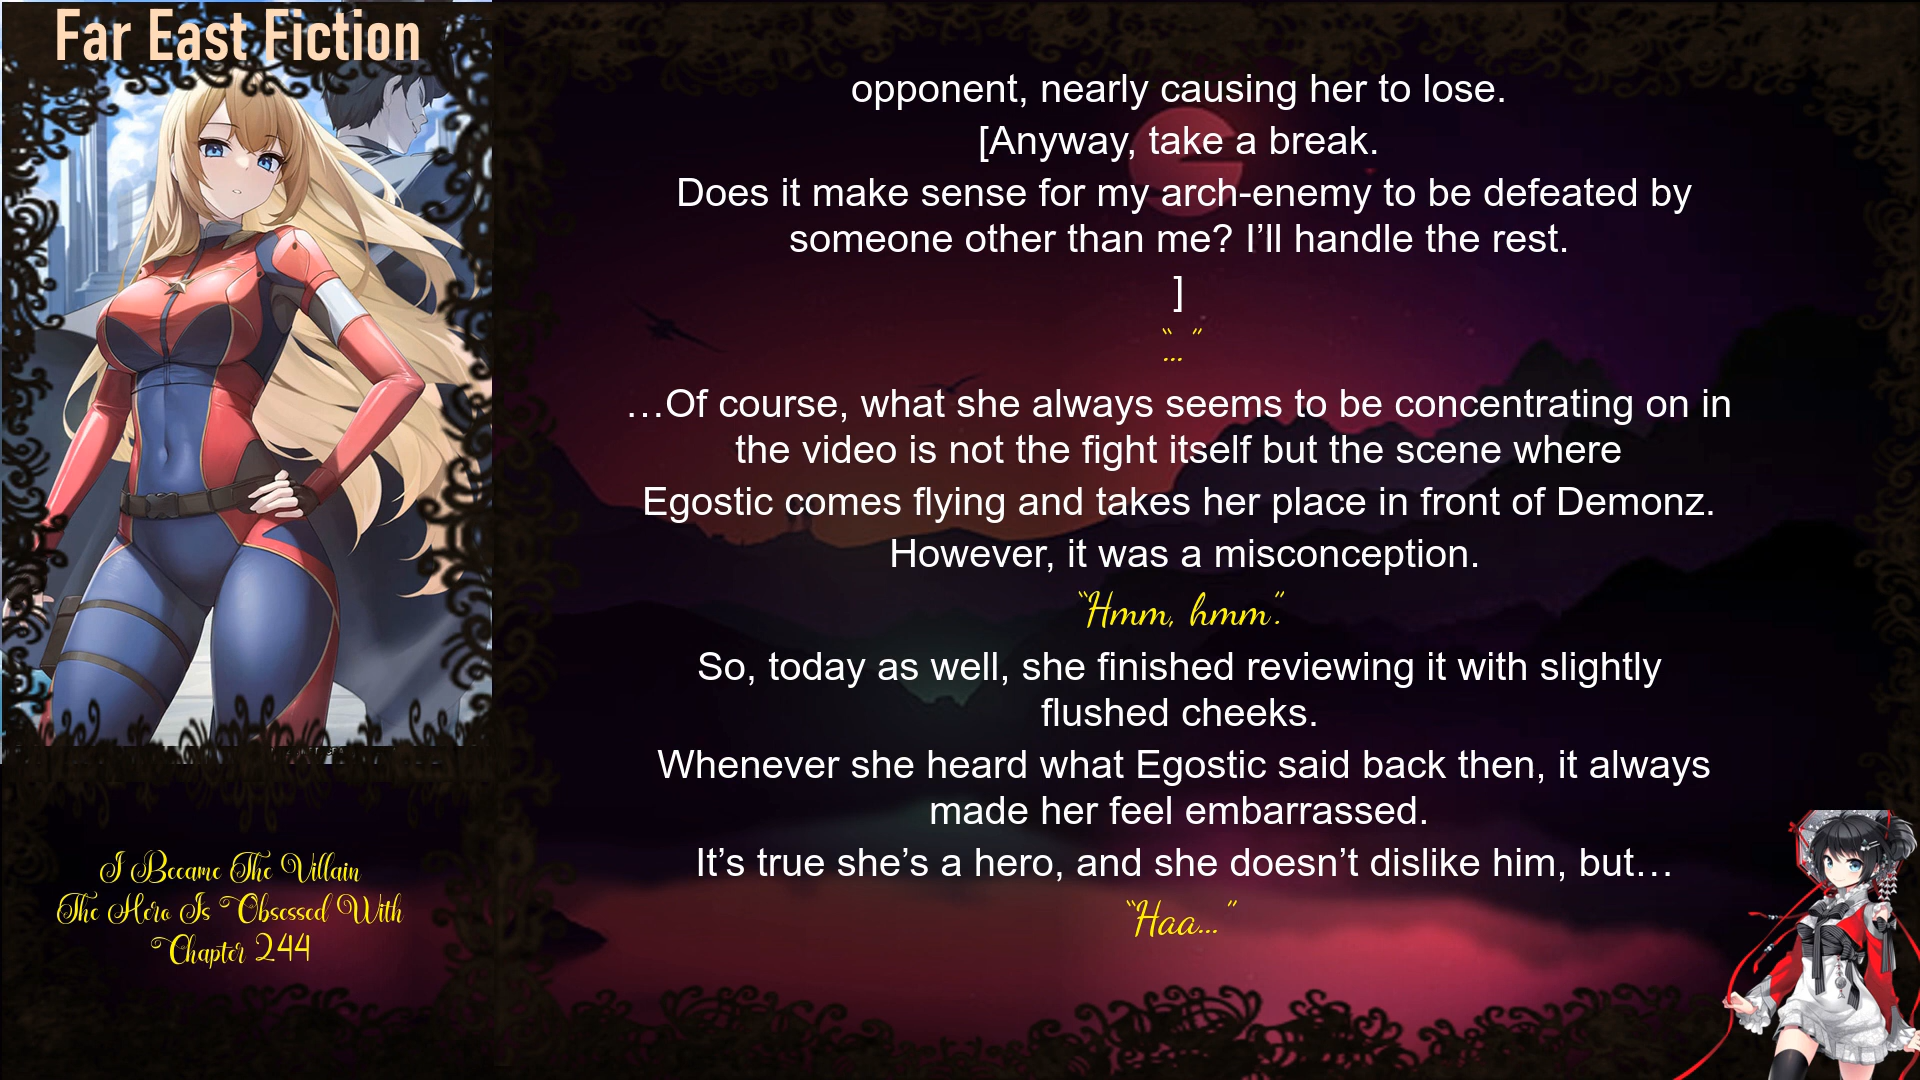 Far East Fiction
opponent, nearly causing her to lose.
[Anyway, take a break.
Does it make sense for my arch-enemy to be defeated by
someone other than me? I’ll handle the rest.
]
“…”
…Of course, what she always seems to be concentrating on in
the video is not the fight itself but the scene where
Egostic comes flying and takes her place in front of Demonz.
However, it was a misconception.
“Hmm, hmm”.
So, today as well, she finished reviewing it with slightly
flushed cheeks.
Whenever she heard what Egostic said back then, it always
made her feel embarrassed.
It’s true she’s a hero, and she doesn’t dislike him, but…
“Haa…”
I Became The Villain
The Hero Is Obsessed With
Chapter 244